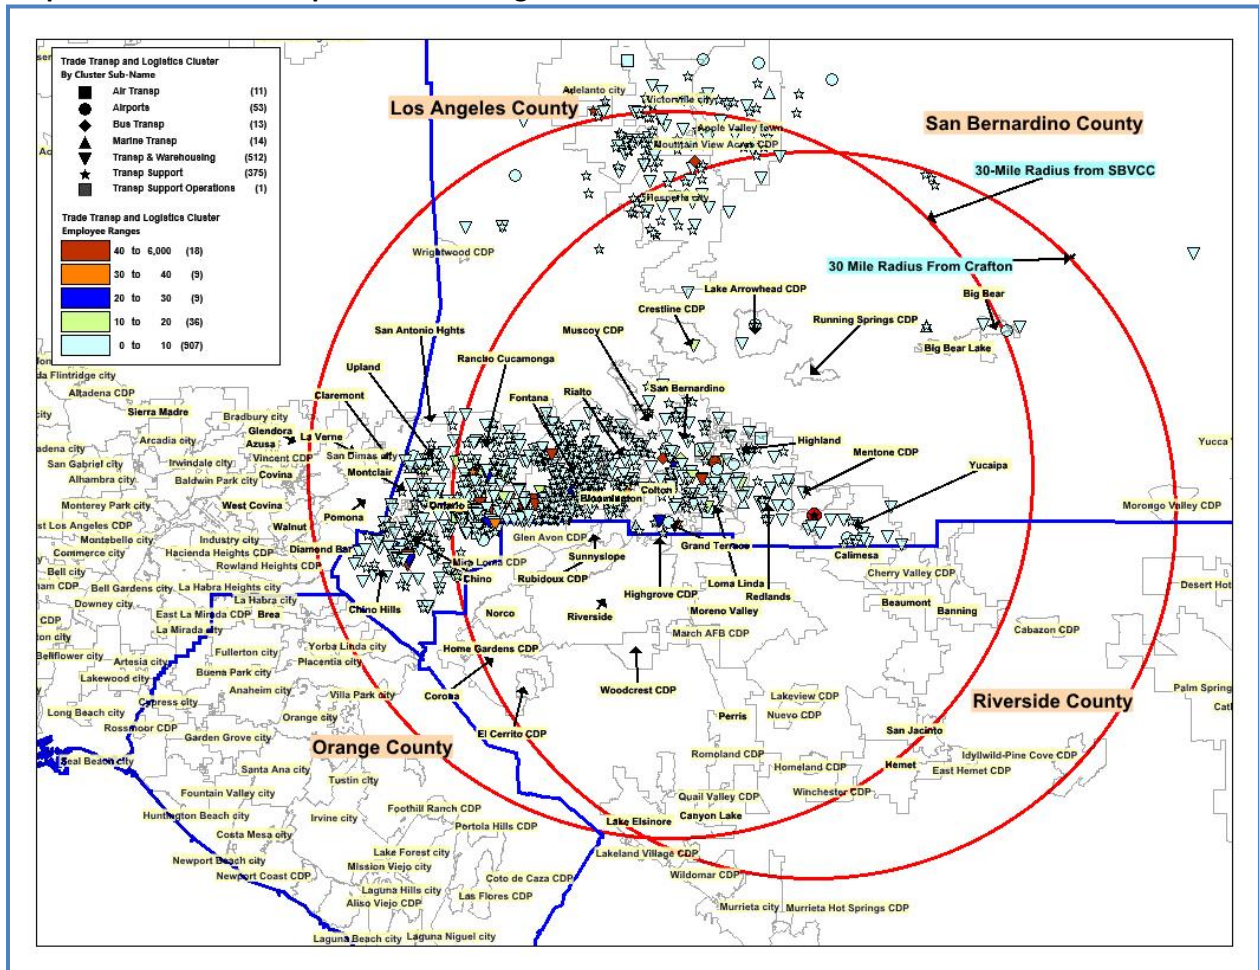 Trade Transp and Logistics Cluster
By Cluster Sub-Name
Air Transp (11)
Airports (53)
Bus Transp (13)
Marine Transp (14)
Transp & Warehousing (512)
Transp Support (375)
Transp Support Operations (1)
Trade Transp and Logistics Cluster
Employee Ranges
40 to 6,000 (18)
30 to 40 (9)
20 to 30 (9)
10 to 20 (36)
0 to 10 (907)
Los Angeles County
San Bernardino County
30-Mile Radius from SBVCC
30 Mile Radius From Crafton
Orange County
Riverside County
Adelanto city
Victorville city
Apple Valley town
Mountain View Acres CDP
Hesperia city
Wrightwood CDP
Lake Arrowhead CDP
Crestline CDP
Big Bear
Running Springs CDP
Big Bear Lake
San Antonio Hghts
Muscoy CDP
Rancho Cucamonga
Upland
Claremont
Fontana
Rialto
San Bernardino
Highland
Mentone CDP
Yucaipa
da Flintridge city
Altadena CDP
Sierra Madre
Bradbury city
Glendora
Azusa
La Verne
Arcadia city
San Dimas city
Vincent CDP
San Gabriel city
Irwindale city
Covina
Montclair
Alhambra city
Baldwin Park city
Monterey Park city
West Covina
Pomona
Ontario
Bloomington
Colton
Morongo Valley CDP
st Los Angeles CDP
Walnut
Montebello city
Industry city
Commerce city
Hacienda Heights CDP
Diamond Bar
Rowland Heights CDP
Glen Avon CDP
Sunnyslope
Grand Terrace
Calimesa
Bell city
Mira Loma CDP
Chino
Rubidoux CDP
Cherry Valley CDP
Bell Gardens city
La Habra Heights city
La Habra city
Loma Linda
Redlands
Highgrove CDP
Downey city
East La Mirada CDP
Brea
Chino Hills
Norco
Riverside
Moreno Valley
Beaumont
Banning
La Mirada city
March AFB CDP
Cabazon CDP
Desert Hot
Fullerton city
Yorba Linda city
Home Gardens CDP
Bellflower city
Artesia city
Placentia city
Lakewood city
Buena Park city
Anaheim city
Villa Park city
Corona
Woodcrest CDP
Lakeview CDP
Palm Spring
Cypress city
Long Beach city
Orange city
Perris
Nuevo CDP
Rossmoor CDP
Garden Grove city
El Cerrito CDP
San Jacinto
Seal Beach city
Romoland CDP
Homeland CDP
Hemet
Idyllwild-Pine Cove CDP
East Hemet CDP
Santa Ana city
Tustin city
Fountain Valley city
Quail Valley CDP
Winchester CDP
Huntington Beach city
Irvine city
Foothill Ranch CDP
Portola Hills CDP
Lake Elsinore
Canyon Lake
Costa Mesa city
Lake Forest city
Lakeland Village CDP
Newport Beach city
Mission Viejo city
Newport Coast CDP
Coto de Caza CDP
Wildomar CDP
Laguna Hills city
Las Flores CDP
Aliso Viejo CDP
Murrieta city
Murrieta Hot Springs CDP
Laguna Beach city
Laguna Niguel city